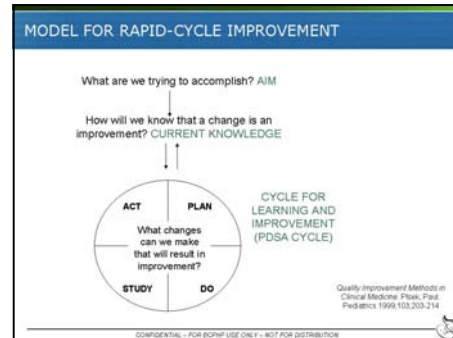 MODEL FOR RAPID-CYCLE IMPROVEMENT
What are we trying to accomplish? AIM
How will we know that a change is an
improvement? CURRENT KNOWLEDGE
ACT
PLAN
What changes
can we make
that will result in
improvement?
STUDY
DO
CYCLE FOR
LEARNING AND
IMPROVEMENT
(PDSA CYCLE)
Quality Improvement Methods in
Clinical Medicine. Plsek, Paul.
Pediatrics 1999;103;203-214
CONFIDENTIAL – FOR BCPHP USE ONLY – NOT FOR DISTRIBUTION